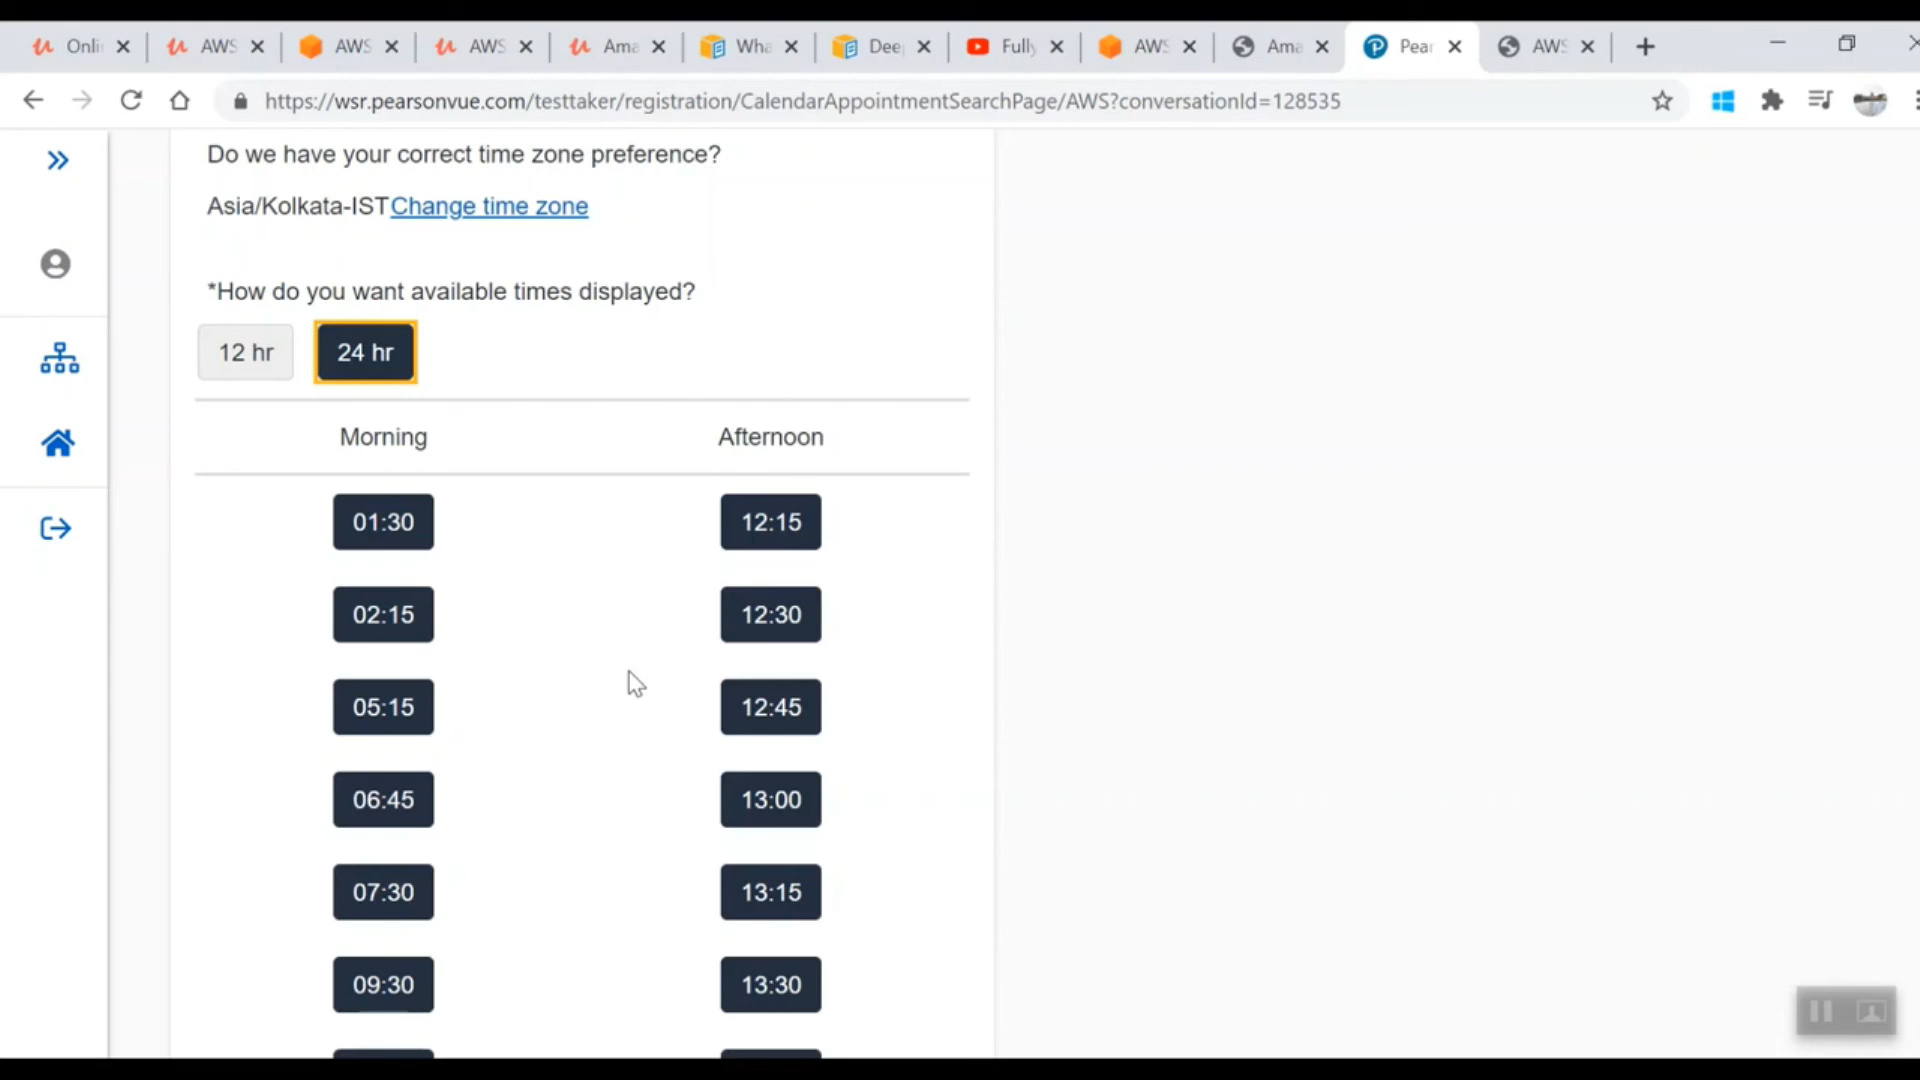 Onli
AWS
AWS
AWS
Ama
Wha
Deep
Fully
AWS
Ama
Pear
AWS
https://wsr.pearsonvue.com/testtaker/registration/CalendarAppointmentSearchPage/AWS?conversationId=128535
Do we have your correct time zone preference?
Asia/Kolkata-ISTChange time zone
*How do you want available times displayed?
12 hr 24 hr
Morning Afternoon
01:30 12:15
02:15 12:30
05:15 12:45
06:45 13:00
07:30 13:15
09:30 13:30